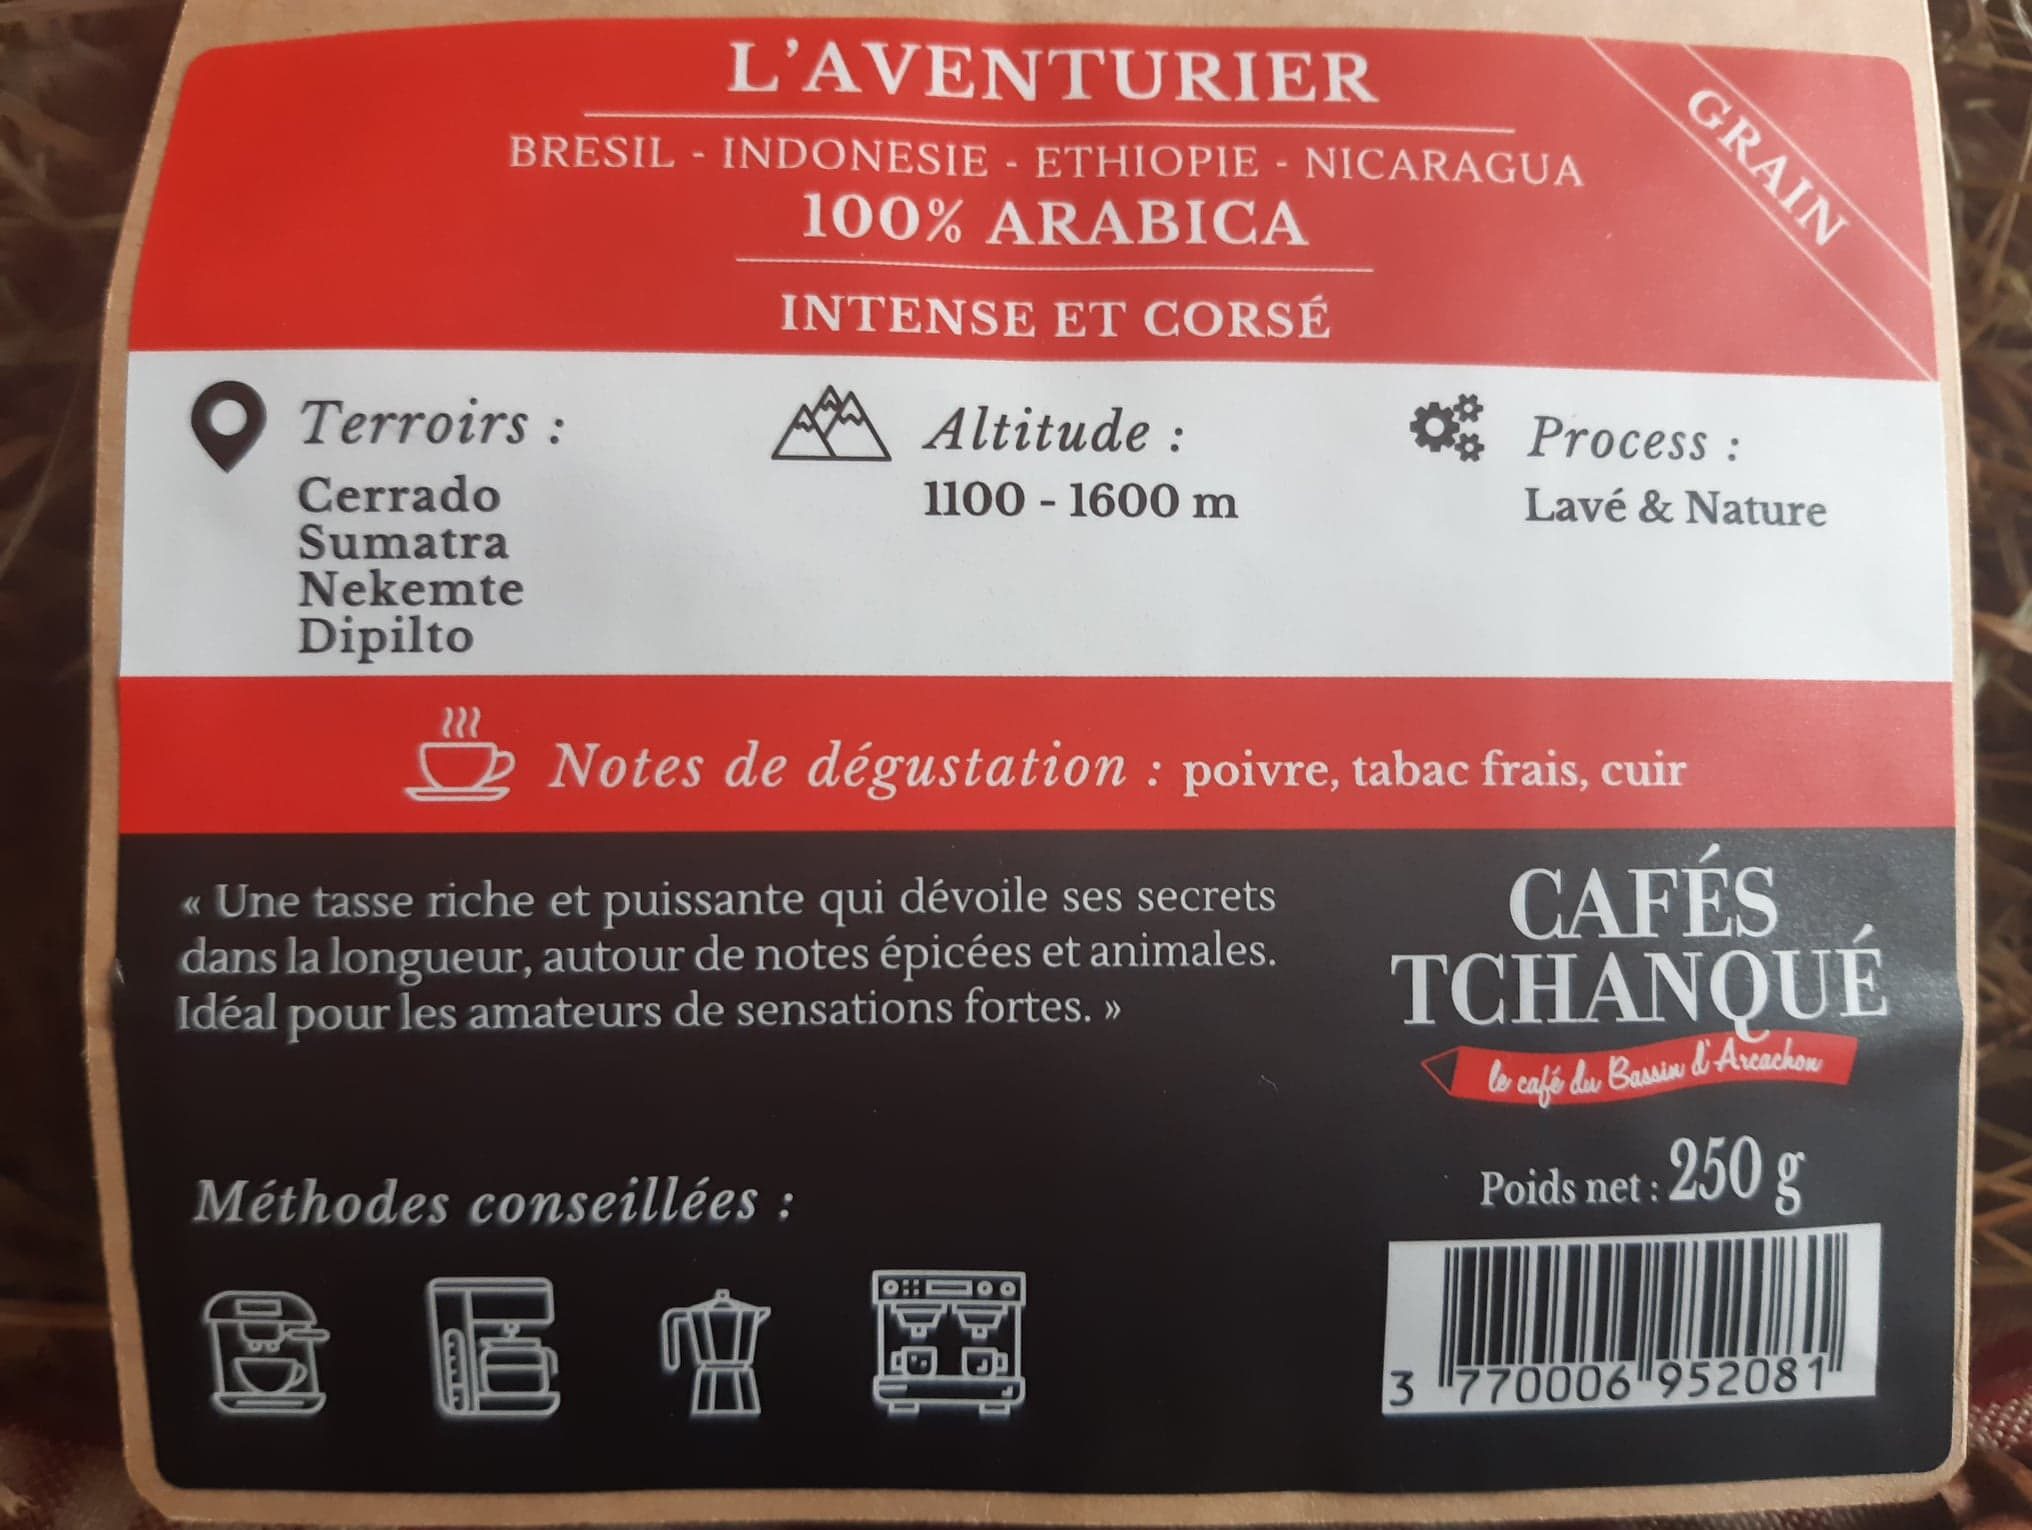 L'AVENTURIER
GRAIN
BRESIL - INDONESIE - ETHIOPIE - NICARAGUA
100% ARABICA
INTENSE ET CORSÉ
Terroirs :
Cerrado
Sumatra
Nekemte
Dipilto
Altitude :
1100 - 1600 m
Process :
Lavé & Nature
Notes de dégustation : poivre, tabac frais, cuir
« Une tasse riche et puissante qui dévoile ses secrets
dans la longueur, autour de notes épicées et animales.
Idéal pour les amateurs de sensations fortes. »
CAFÉS
TCHANQUÉ
le café du Bassin d'Arcachon
Méthodes conseillées :
Poids net : 250 g
3 770006 952081